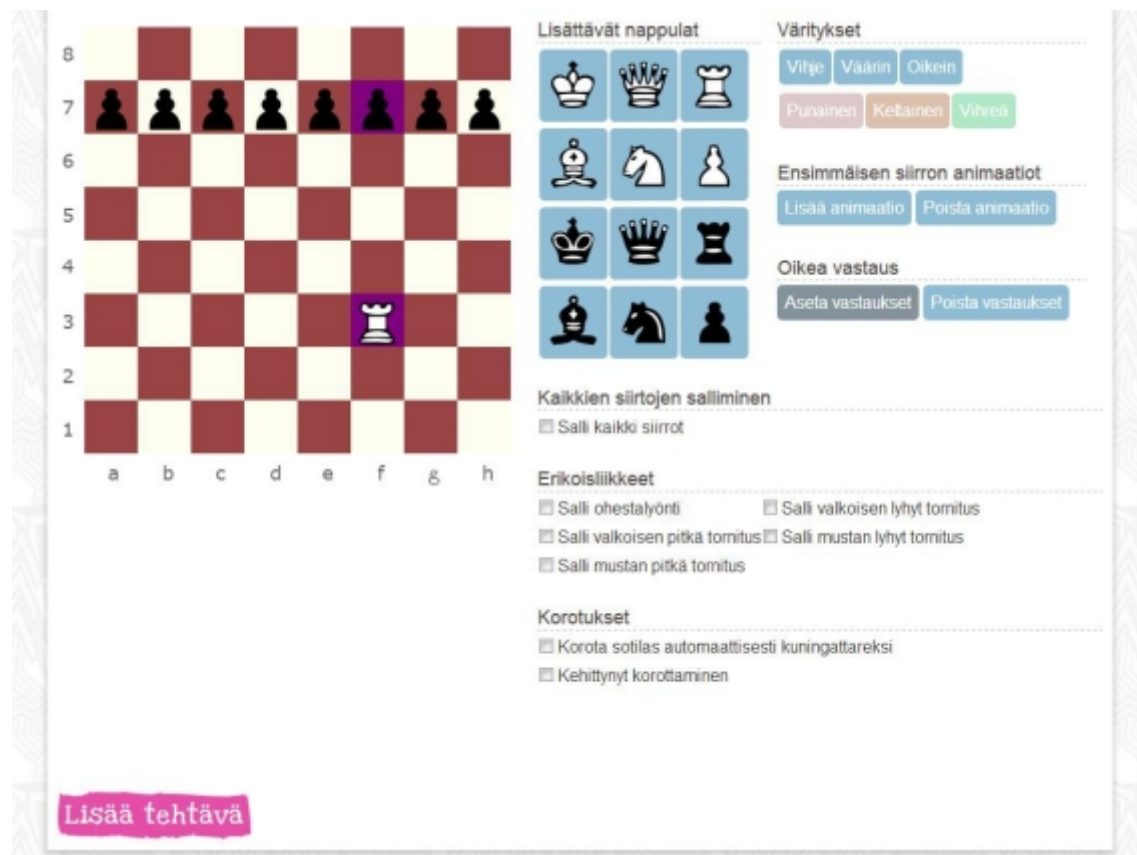 8
7
6
5
4
3
2
1
a b c d e f g h
Lisättävät nappulat
Väritykset
Vihje Väärin Oikein
Punainen Keltainen Vihreä
Ensimmäisen siirron animaatiot
Lisää animaatio Poista animaatio
Oikea vastaus
Aseta vastaukset Poista vastaukset
Kaikkien siirtojen salliminen
Salli kaikki siirrot
Erikoisliikkeet
Salli ohestalyönti Salli valkoisen lyhyt tornitus
Salli valkoisen pitkä tornitus Salli mustan lyhyt tornitus
Salli mustan pitkä tornitus
Korotukset
Korota sotilas automaattisesti kuningattareksi
Kehittynyt korottaminen
Lisää tehtävä